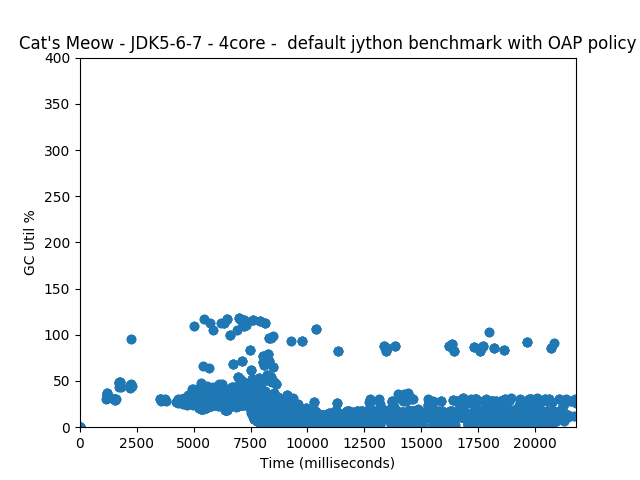 Cat's Meow - JDK5-6-7 - 4core -  default jython benchmark with OAP policy
400
350
300
250
200
150
100
50
0
GC Util %
0 2500 5000 7500 10000 12500 15000 17500 20000
Time (milliseconds)